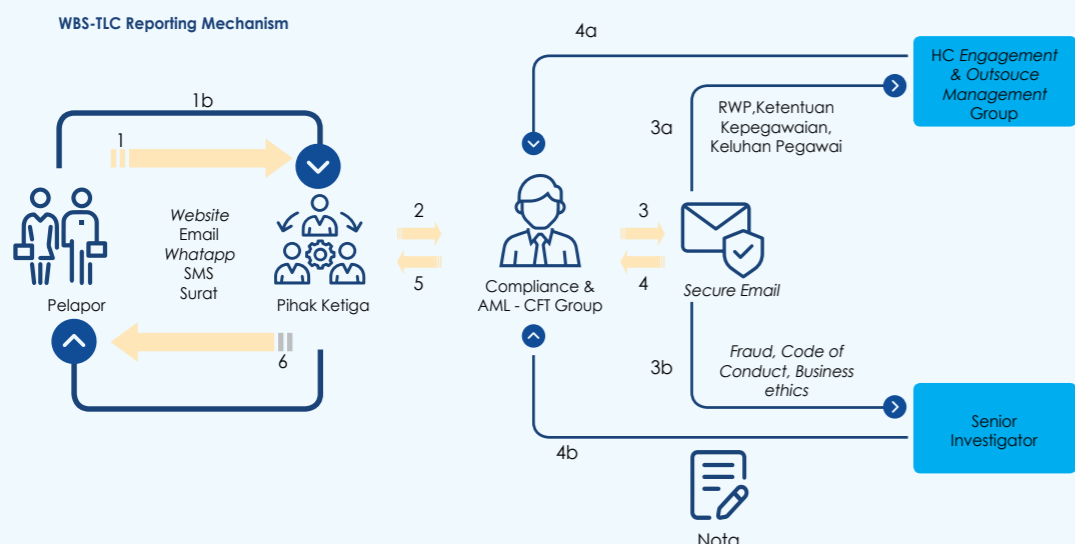 WBS-TLC Reporting Mechanism
1b
1
Website
Email
Whatapp
SMS
Surat
Pelapor
Pihak Ketiga
6
2
5
Compliance &
AML - CFT Group
3
4
Secure Email
4a
3a
RWP,Ketentuan
Kepegawaian,
Keluhan Pegawai
HC Engagement
& Outsouce
Management
Group
3b
Fraud, Code of
Conduct, Business
ethics
4b
Senior
Investigator
Nota